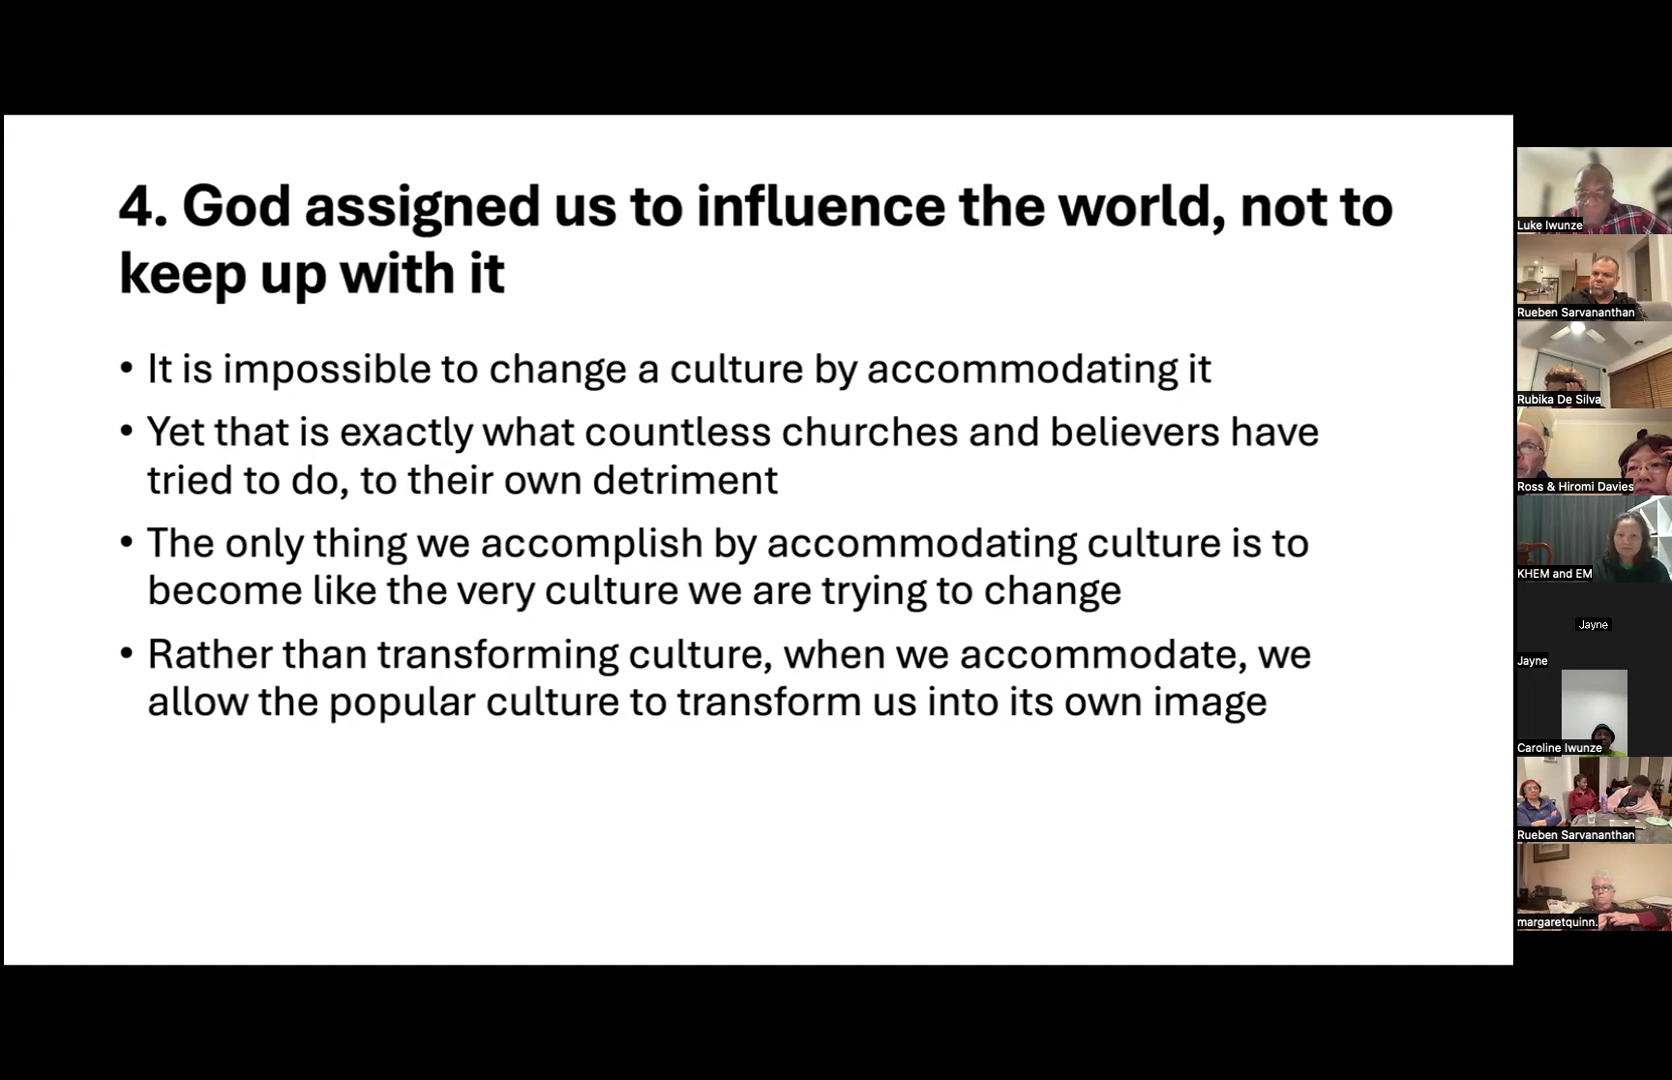 4. God assigned us to influence the world, not to
keep up with it
• It is impossible to change a culture by accommodating it
• Yet that is exactly what countless churches and believers have
tried to do, to their own detriment
• The only thing we accomplish by accommodating culture is to
become like the very culture we are trying to change
• Rather than transforming culture, when we accommodate, we
allow the popular culture to transform us into its own image
Luke Iwunze
Rueben Sarvananthan
Rubika De Silva
Ross & Hiromi Davies
KHEM and EM
Jayne
Jayne
Caroline Iwunze
Rueben Sarvananthan
margaretquinn.